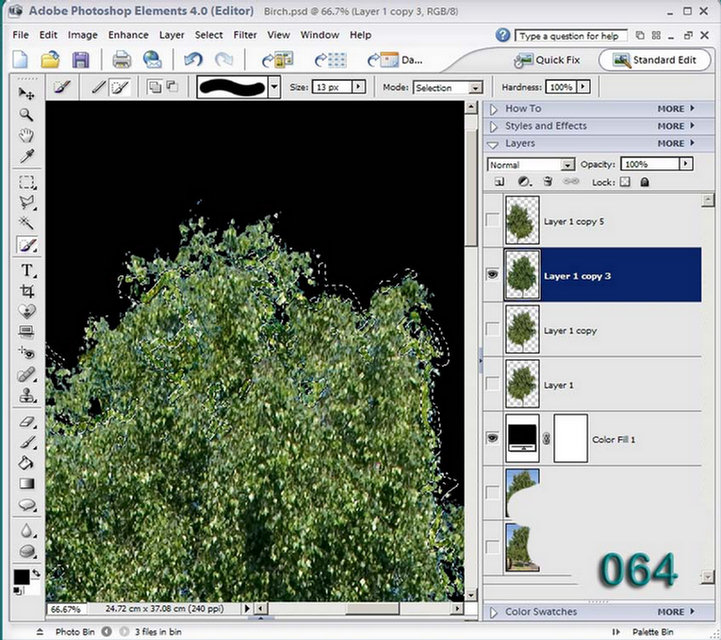 Adobe Photoshop Elements 4.0 (Editor) Birch.psd @ 66.7% (Layer 1 copy 3, RGB/8)
File Edit Image Enhance Layer Select Filter View Window Help Type a question for help
Da... Quick Fix Standard Edit
Size: 13 px Mode: Selection Hardness: 100%
How To MORE
Styles and Effects MORE
Layers MORE
Normal Opacity: 100%
Lock:
Layer 1 copy 5
Layer 1 copy 3
Layer 1 copy
Layer 1
Color Fill 1
064
66.67% 24.72 cm x 37.08 cm (240 ppi)
Color Swatches MORE
Photo Bin 3 files in bin Palette Bin